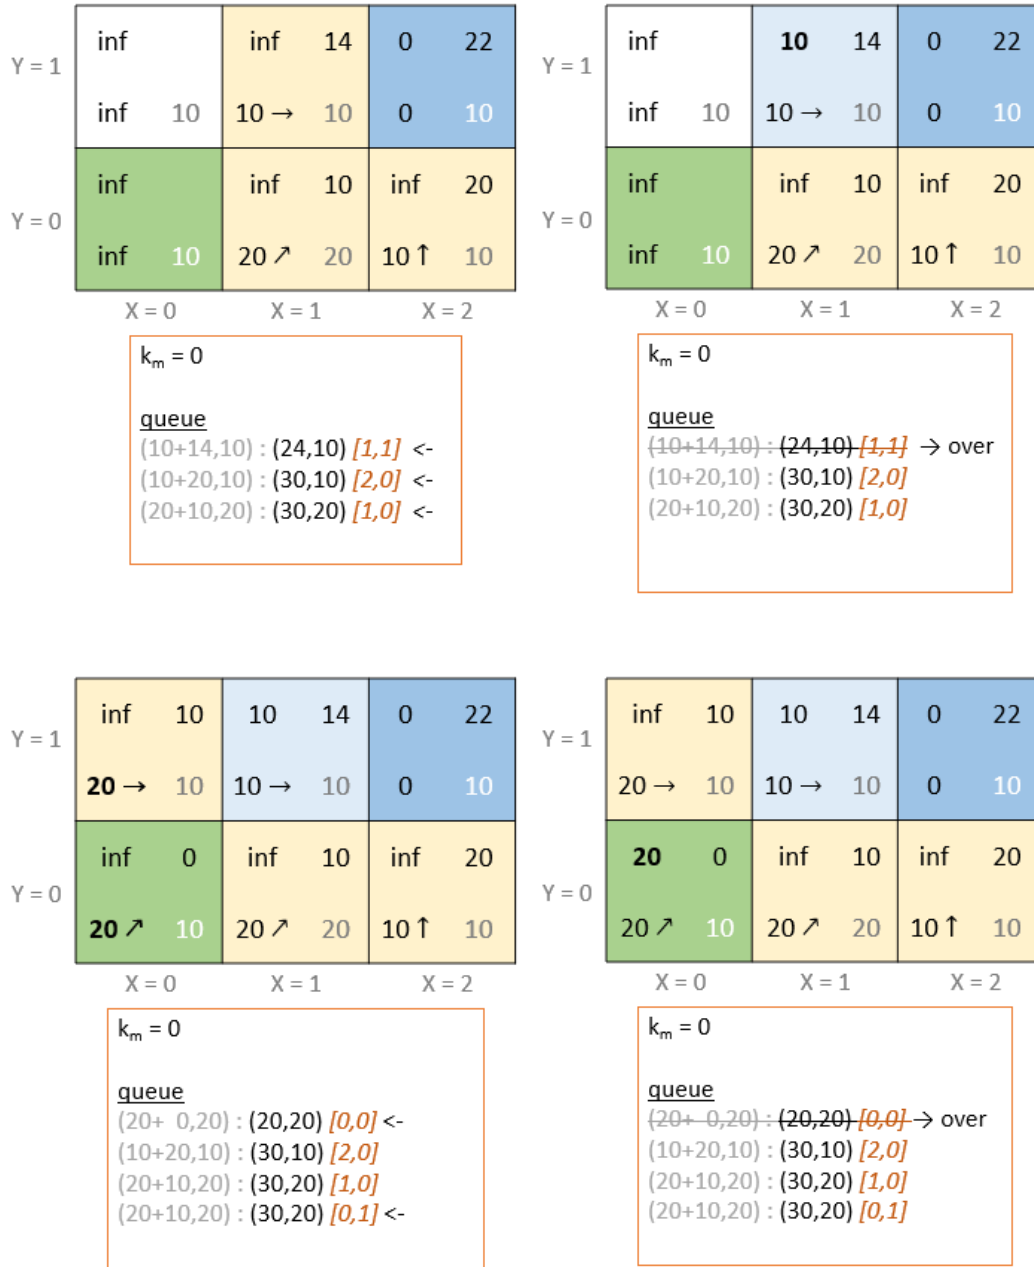 inf inf 14 0 22
Y = 1
inf 10 10 → 10 0 10
inf inf 10 inf 20
Y = 0
inf 10 20 ↗ 20 10 ↑ 10
X = 0 X = 1 X = 2
k_m = 0
queue
(10+14,10) : (24,10) [1,1] <-
(10+20,10) : (30,10) [2,0] <-
(20+10,20) : (30,20) [1,0] <-
inf 10 14 0 22
Y = 1
inf 10 10 → 10 0 10
inf inf 10 inf 20
Y = 0
inf 10 20 ↗ 20 10 ↑ 10
X = 0 X = 1 X = 2
k_m = 0
queue
(10+14,10) : (24,10) [1,1] → over
(10+20,10) : (30,10) [2,0]
(20+10,20) : (30,20) [1,0]
inf 10 10 14 0 22
Y = 1
20 → 10 10 → 10 0 10
inf 0 inf 10 inf 20
Y = 0
20 ↗ 10 20 ↗ 20 10 ↑ 10
X = 0 X = 1 X = 2
k_m = 0
queue
(20+ 0,20) : (20,20) [0,0] <-
(10+20,10) : (30,10) [2,0]
(20+10,20) : (30,20) [1,0]
(20+10,20) : (30,20) [0,1] <-
inf 10 10 14 0 22
Y = 1
20 → 10 10 → 10 0 10
20 0 inf 10 inf 20
Y = 0
20 ↗ 10 20 ↗ 20 10 ↑ 10
X = 0 X = 1 X = 2
k_m = 0
queue
(20+ 0,20) : (20,20) [0,0] → over
(10+20,10) : (30,10) [2,0]
(20+10,20) : (30,20) [1,0]
(20+10,20) : (30,20) [0,1]